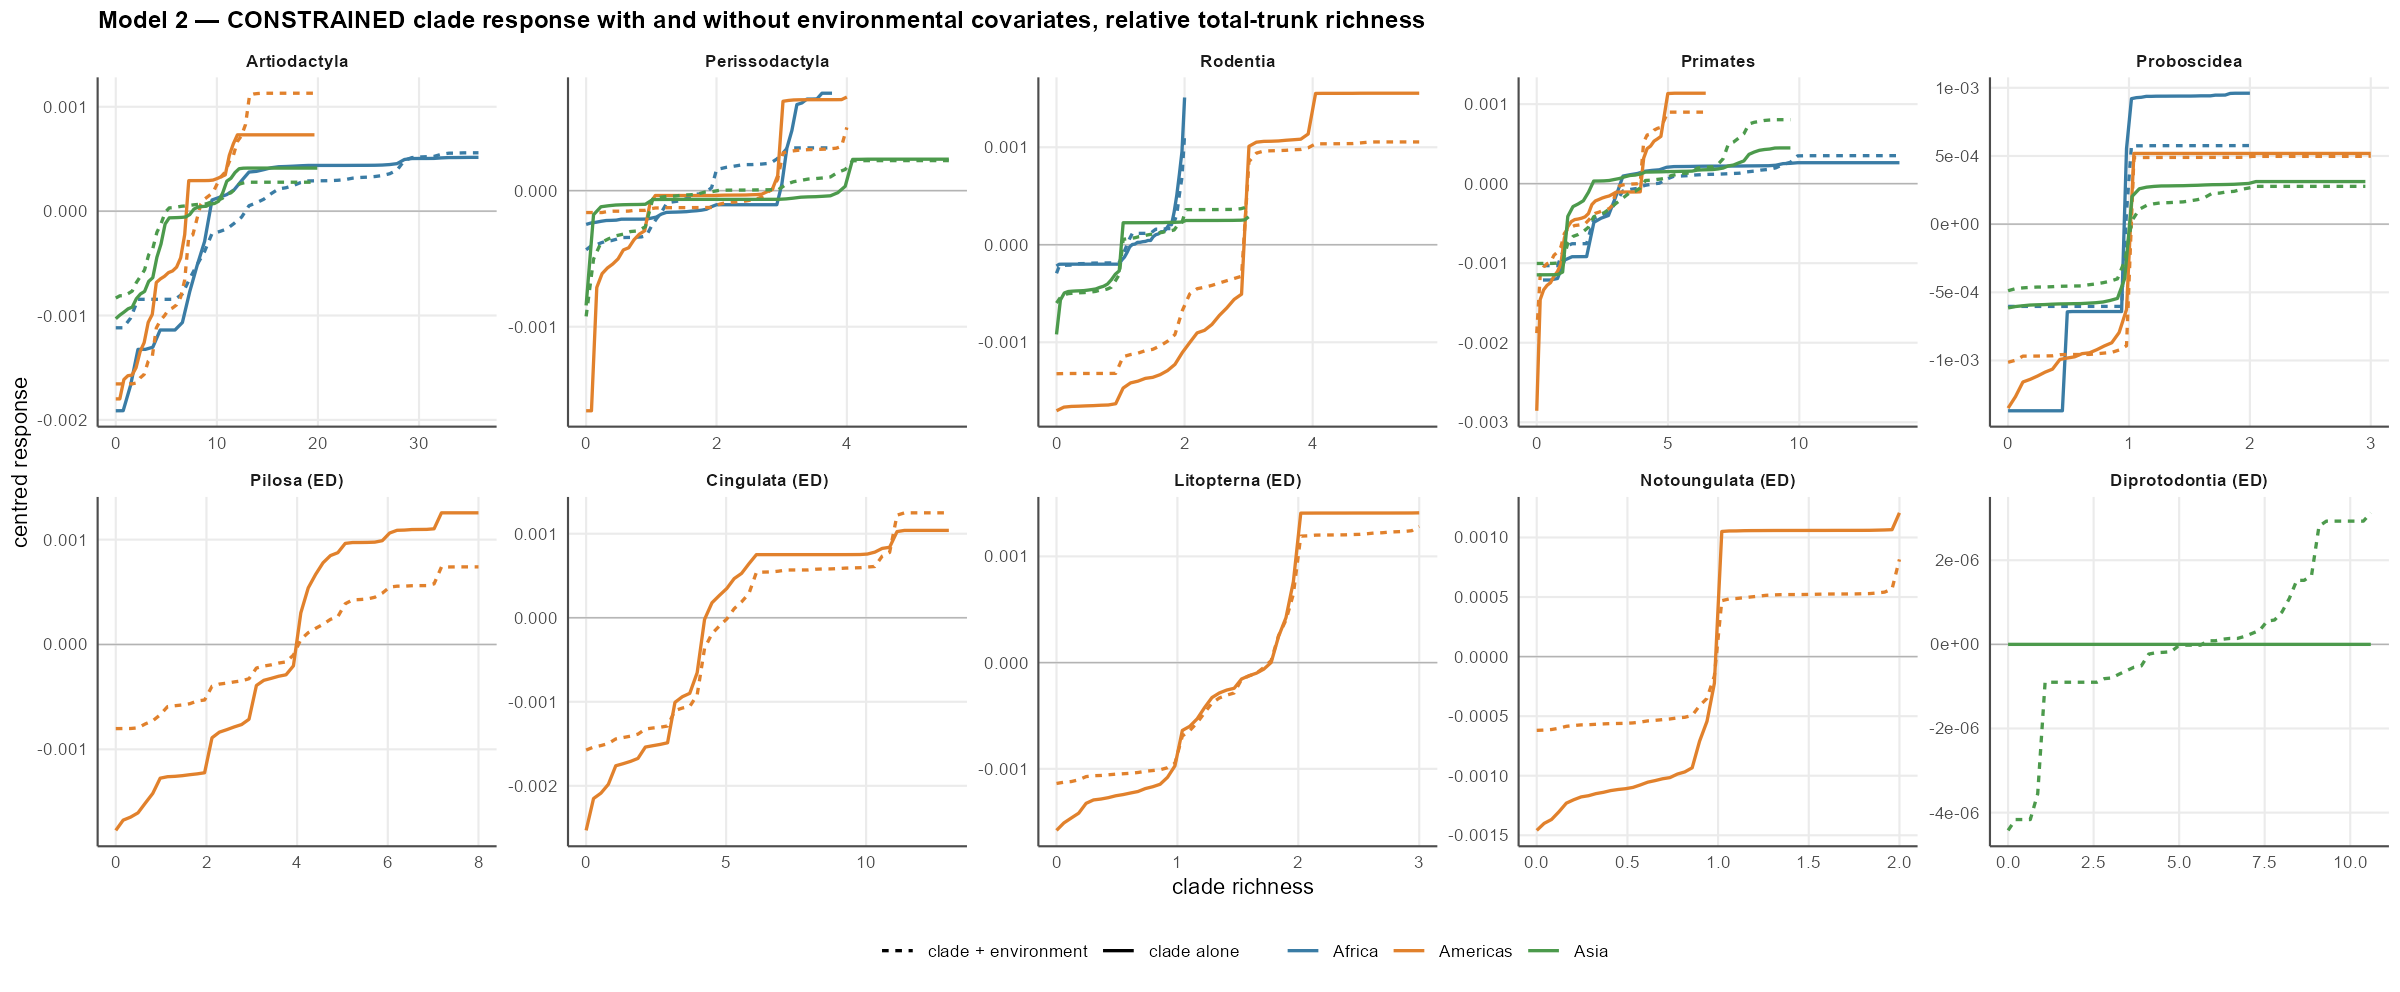 Model 2 — CONSTRAINED clade response with and without environmental covariates, relative total-trunk richness
Artiodactyla
Perissodactyla
Rodentia
Primates
Proboscidea
0.001
0.000
-0.001
-0.002
0 10 20 30
0.000
-0.001
0 2 4
0.001
0.000
-0.001
0 2 4
0.001
0.000
-0.001
-0.002
-0.003
0 5 10
1e-03
5e-04
0e+00
-5e-04
-1e-03
0 1 2 3
centred response
Pilosa (ED)
Cingulata (ED)
Litopterna (ED)
Notoungulata (ED)
Diprotodontia (ED)
0.001
0.000
-0.001
0 2 4 6 8
0.001
0.000
-0.001
-0.002
0 5 10
0.001
0.000
-0.001
0 1 2 3
0.0010
0.0005
0.0000
-0.0005
-0.0010
-0.0015
0.0 0.5 1.0 1.5 2.0
2e-06
0e+00
-2e-06
-4e-06
0.0 2.5 5.0 7.5 10.0
clade richness
clade + environment clade alone Africa Americas Asia